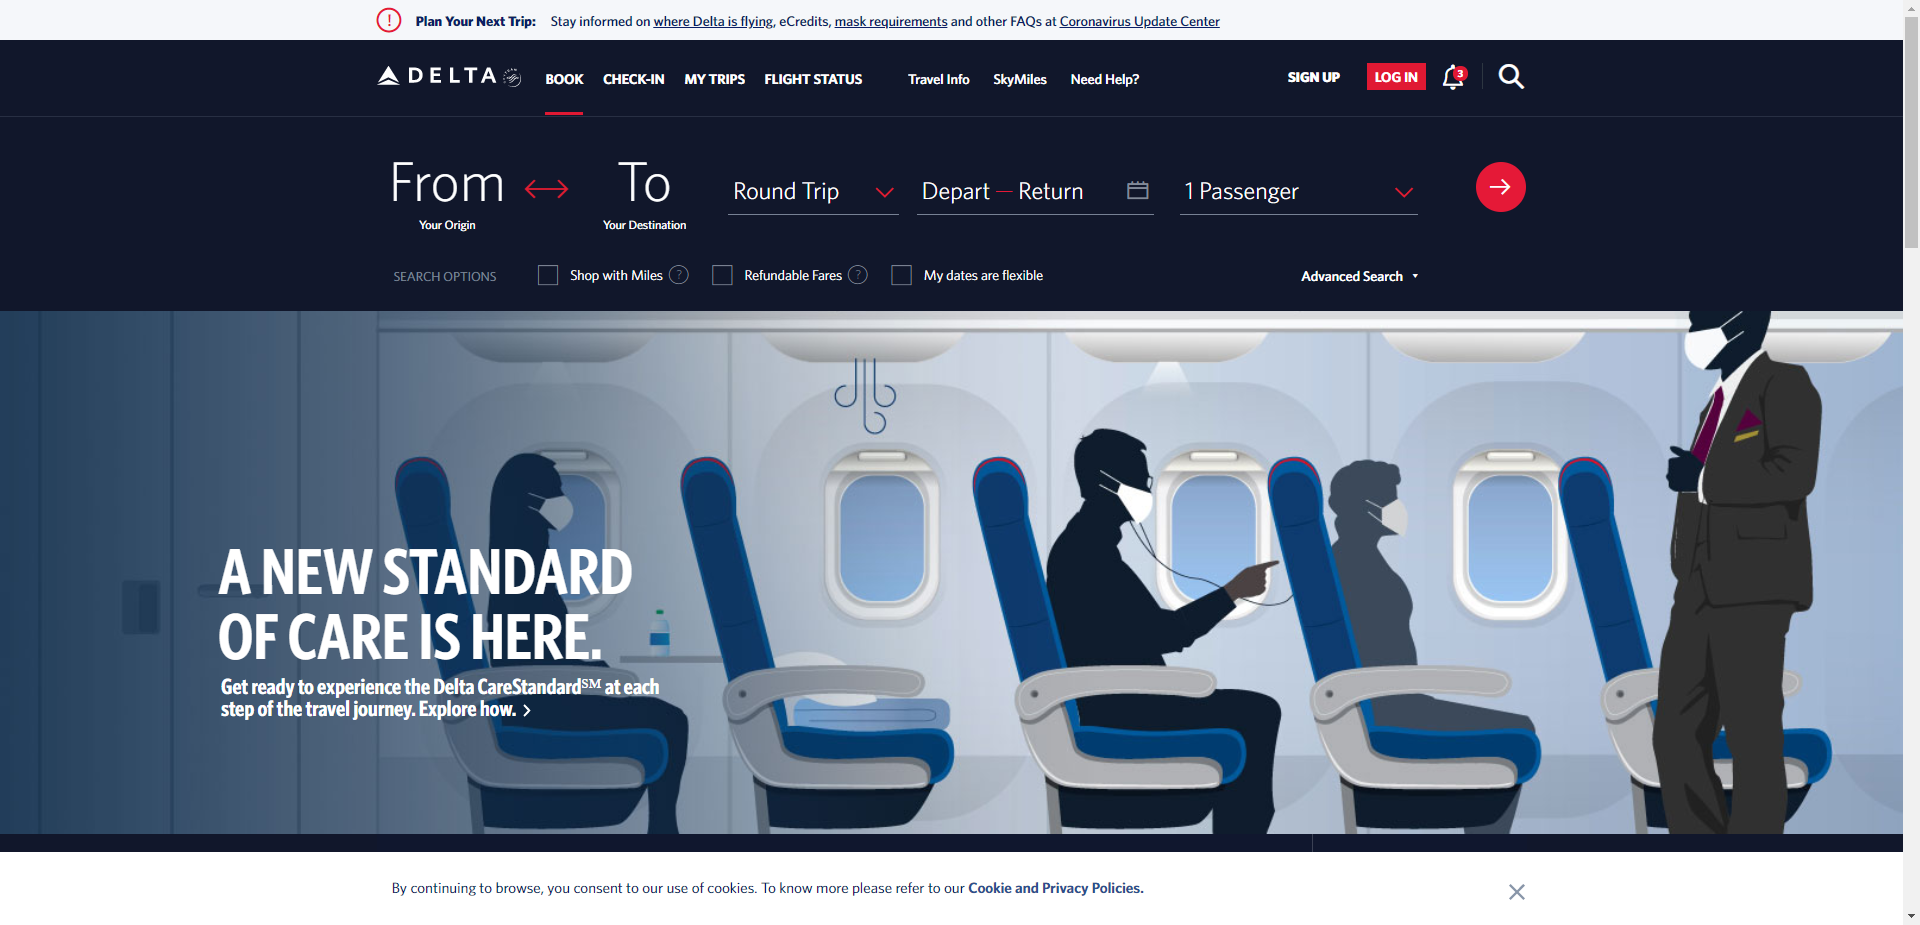 Plan Your Next Trip: Stay informed on where Delta is flying, eCredits, mask requirements and other FAQs at Coronavirus Update Center
DELTA BOOK CHECK-IN MY TRIPS FLIGHT STATUS Travel Info SkyMiles Need Help? SIGN UP LOG IN 3
From To Round Trip Depart — Return 1 Passenger
Your Origin Your Destination
SEARCH OPTIONS Shop with Miles ? Refundable Fares ? My dates are flexible Advanced Search
A NEW STANDARD
OF CARE IS HERE.
Get ready to experience the Delta CareStandard℠ at each
step of the travel journey. Explore how. >
By continuing to browse, you consent to our use of cookies. To know more please refer to our Cookie and Privacy Policies.